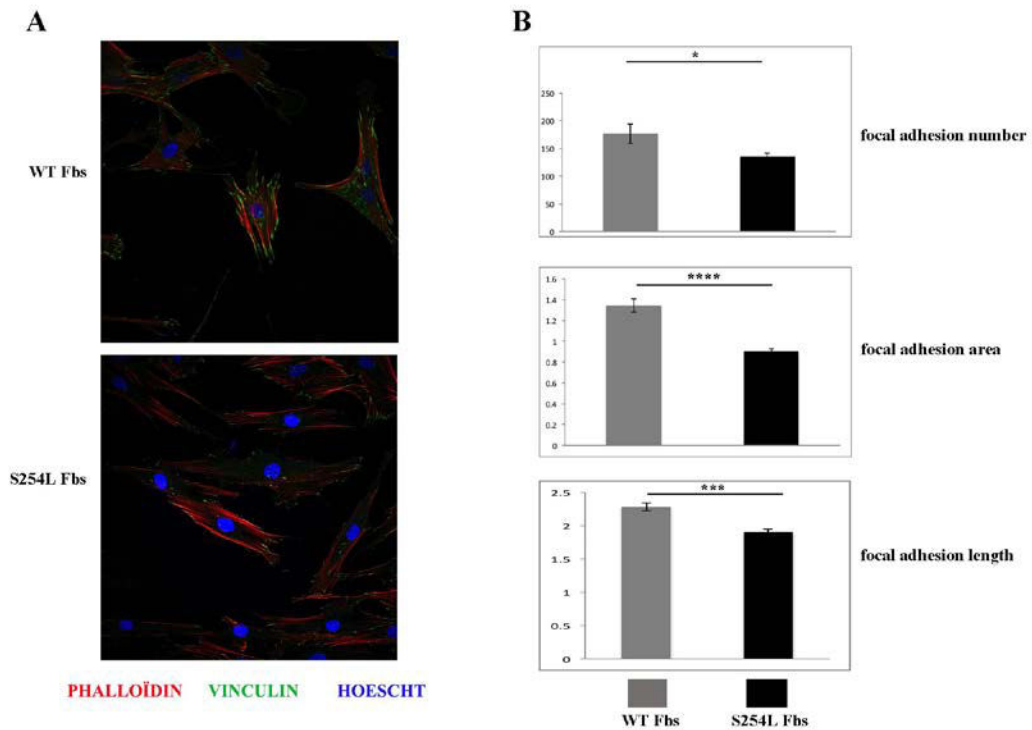 A
WT Fbs
S254L Fbs
PHALLOÏDIN VINCULIN HOESCHT
B
*
250
200
150
100
50
0
focal adhesion number
****
1.6
1.4
1.2
1
0.8
0.6
0.4
0.2
0
focal adhesion area
***
2.5
2
1.5
1
0.5
0
focal adhesion length
WT Fbs S254L Fbs